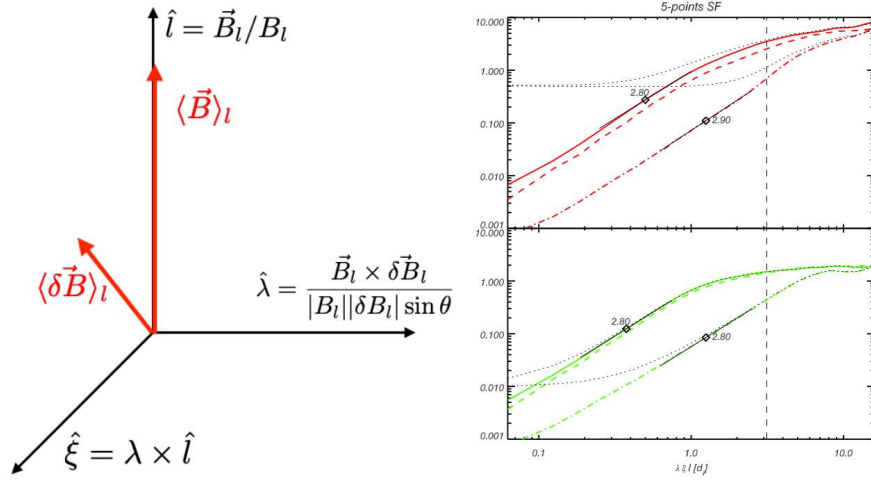 l̂ = B⃗_l/B_l
⟨B⃗⟩_l
⟨δB⃗⟩_l
λ̂ = (B⃗_l × δB⃗_l) / (|B_l||δB_l| sin θ)
ξ̂ = λ × l̂
5-points SF
10.000
1.000
0.100
0.010
0.001
2.80
2.90
10.000
1.000
0.100
0.010
0.001
2.80
2.80
0.1 1.0 10.0
λ ξ l [d_i]